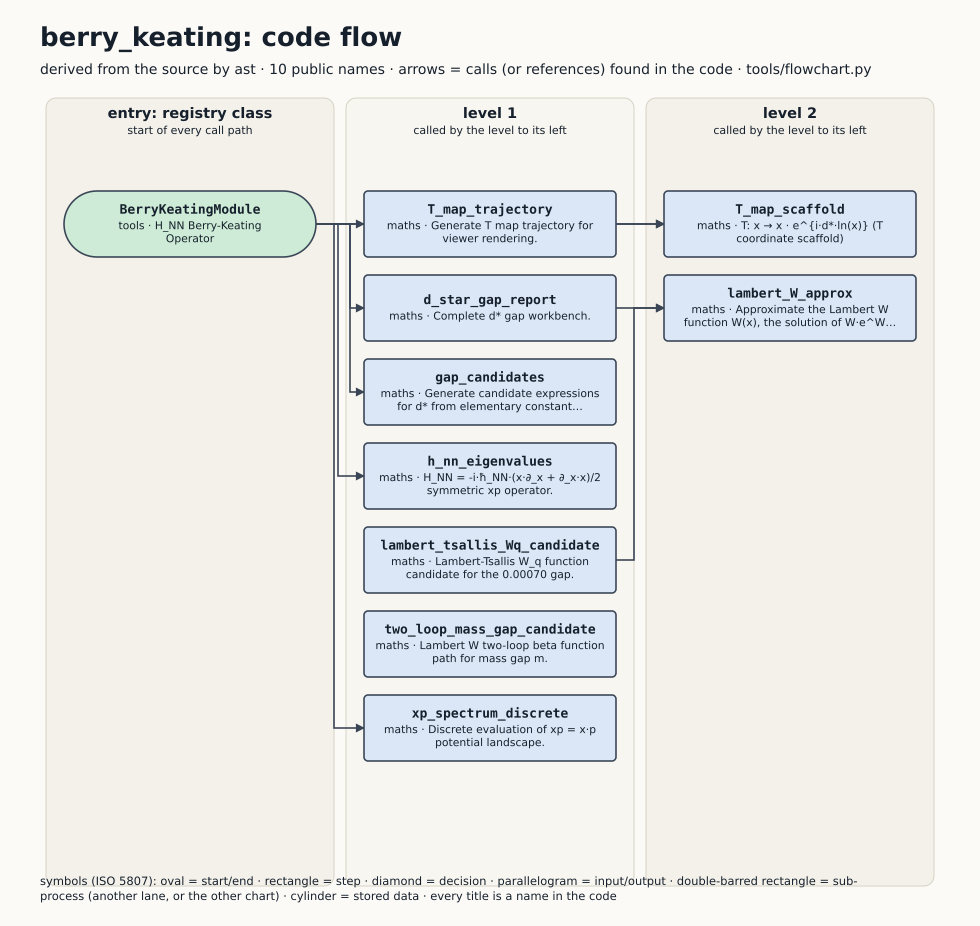 berry_keating: code flow
derived from the source by ast · 10 public names · arrows = calls (or references) found in the code · tools/flowchart.py
entry: registry class
start of every call path
BerryKeatingModule
tools · H_NN Berry-Keating
Operator
level 1
called by the level to its left
T_map_trajectory
maths · Generate T map trajectory for
viewer rendering.
d_star_gap_report
maths · Complete d* gap workbench.
gap_candidates
maths · Generate candidate expressions
for d* from elementary constant…
h_nn_eigenvalues
maths · H_NN = -i·ħ_NN·(x·∂_x + ∂_x·x)/2
symmetric xp operator.
lambert_tsallis_Wq_candidate
maths · Lambert-Tsallis W_q function
candidate for the 0.00070 gap.
two_loop_mass_gap_candidate
maths · Lambert W two-loop beta function
path for mass gap m.
xp_spectrum_discrete
maths · Discrete evaluation of xp = x·p
potential landscape.
level 2
called by the level to its left
T_map_scaffold
maths · T: x → x · e^{i·d*·ln(x)} (T
coordinate scaffold)
lambert_W_approx
maths · Approximate the Lambert W
function W(x), the solution of W·e^W…
symbols (ISO 5807): oval = start/end · rectangle = step · diamond = decision · parallelogram = input/output · double-barred rectangle = sub-
process (another lane, or the other chart) · cylinder = stored data · every title is a name in the code